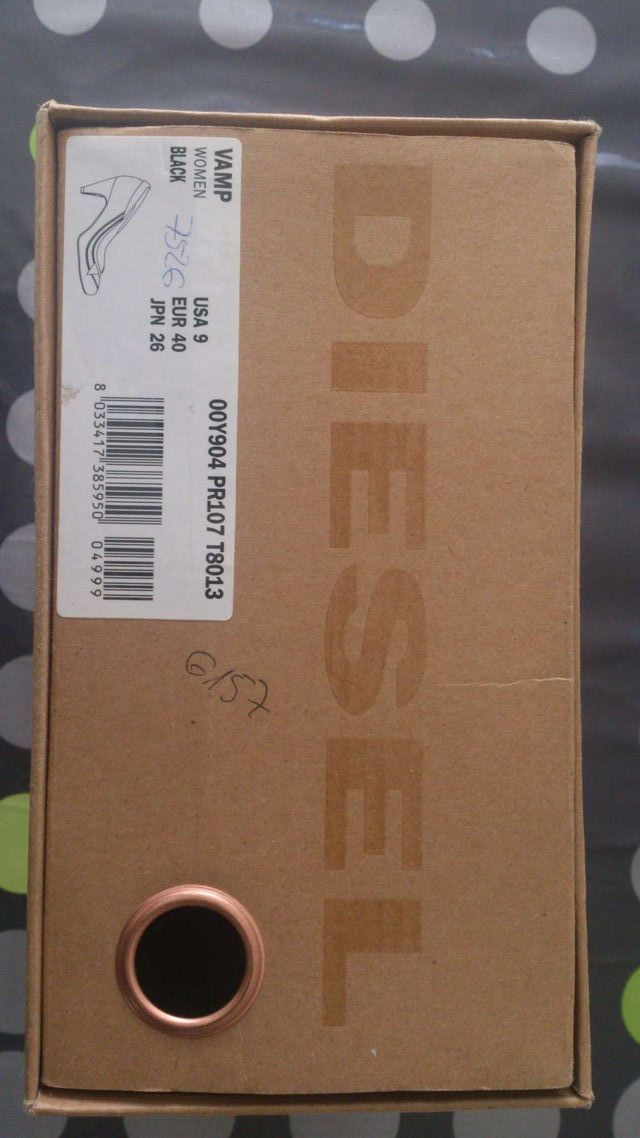 DIESEL
VAMP
WOMEN
BLACK
7526
USA 9
EUR 40
JPN 26
00Y904 PR107 T8013
8 033417 385950 04999
6157